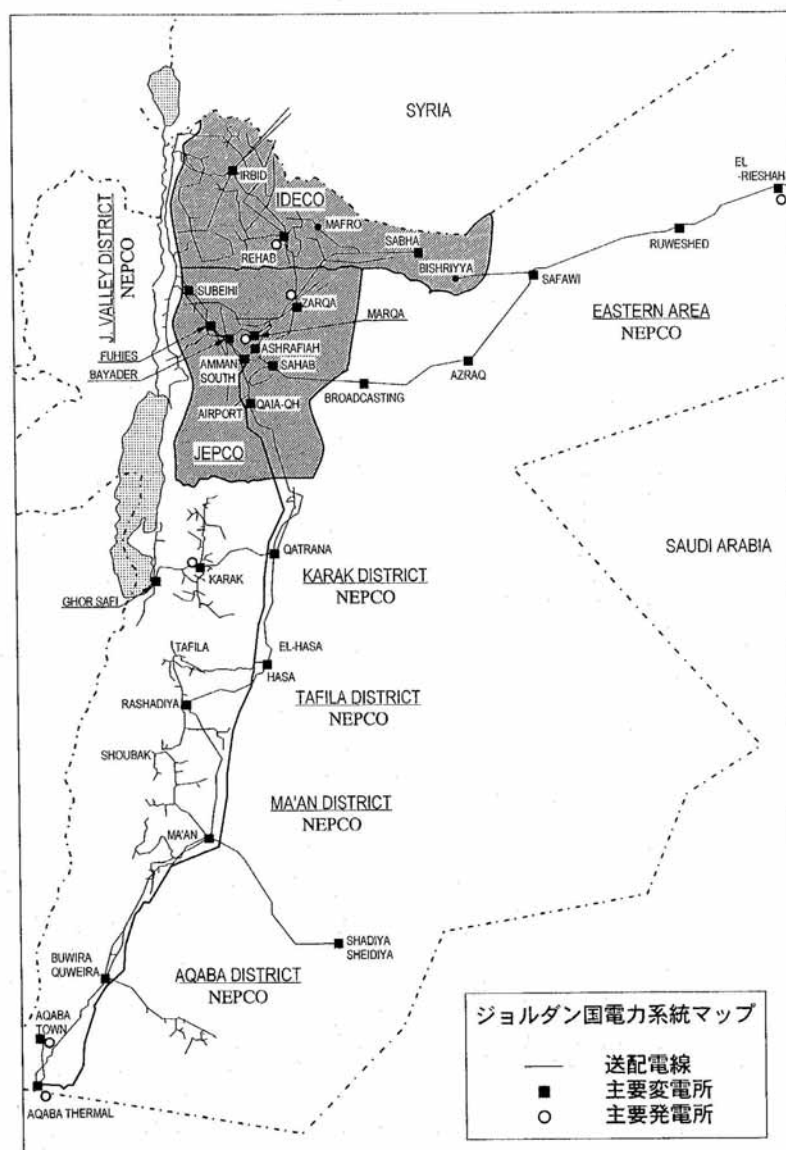 SYRIA
EL
-RIESHAH
IRBID
IDECO
MAFRO
RUWESHED
J. VALLEY DISTRICT
NEPCO
REHAB
SABHA
BISHRIYYA
SAFAWI
SUBEIHI
ZARQA
EASTERN AREA
NEPCO
MARQA
FUHIES
ASHRAFIAH
BAYADER
AMMAN
SOUTH
SAHAB
AZRAQ
BROADCASTING
AIRPORT
QAIA-QH
JEPCO
SAUDI ARABIA
QATRANA
KARAK
KARAK DISTRICT
NEPCO
GHOR SAFI
TAFILA
EL-HASA
HASA
TAFILA DISTRICT
NEPCO
RASHADIYA
SHOUBAK
MA'AN DISTRICT
NEPCO
MA'AN
SHADIYA
SHEIDIYA
BUWIRA
QUWEIRA
AQABA DISTRICT
NEPCO
AQABA
TOWN
AQABA THERMAL
ジョルダン国電力系統マップ
送配電線
主要変電所
主要発電所